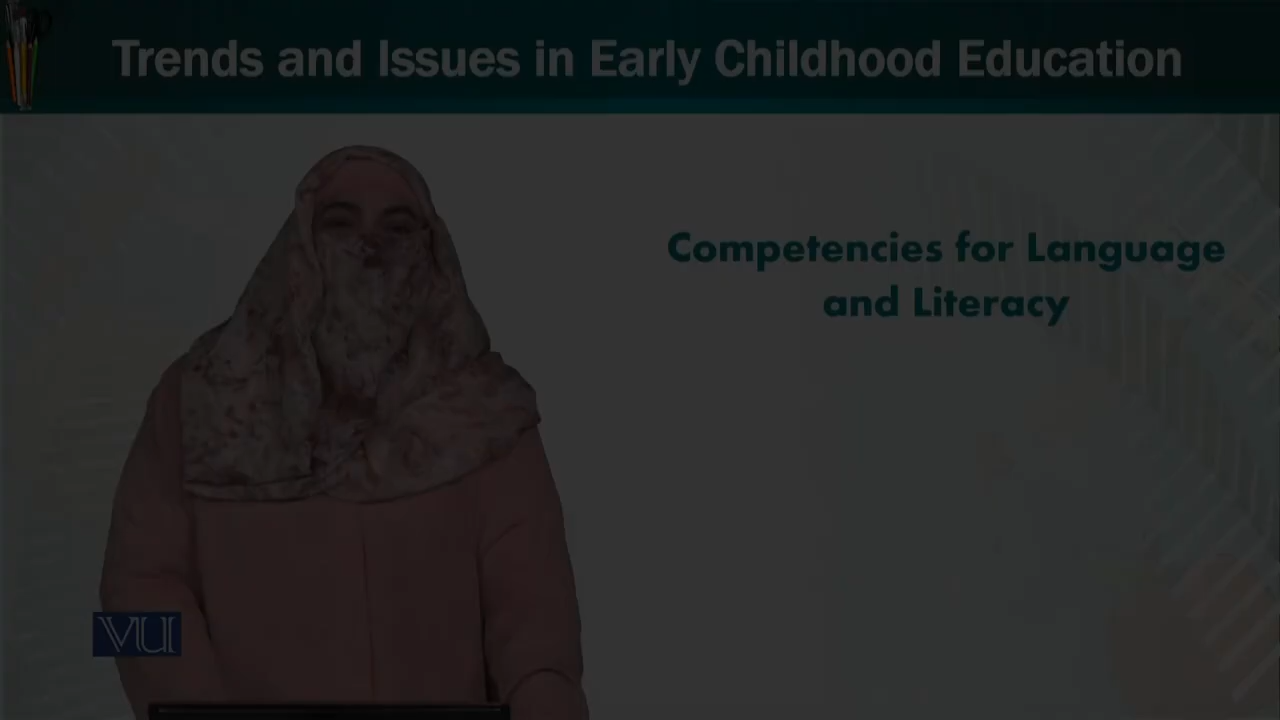 Trends and Issues in Early Childhood Education
Competencies for Language
and Literacy
VU